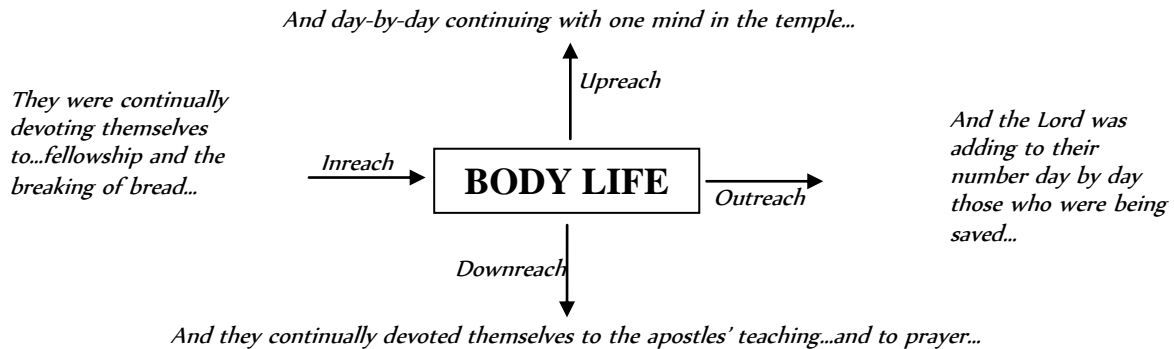 And day-by-day continuing with one mind in the temple...
Upreach
They were continually
devoting themselves
to...fellowship and the
breaking of bread...
Inreach
BODY LIFE
Outreach
And the Lord was
adding to their
number day by day
those who were being
saved...
Downreach
And they continually devoted themselves to the apostles' teaching...and to prayer...